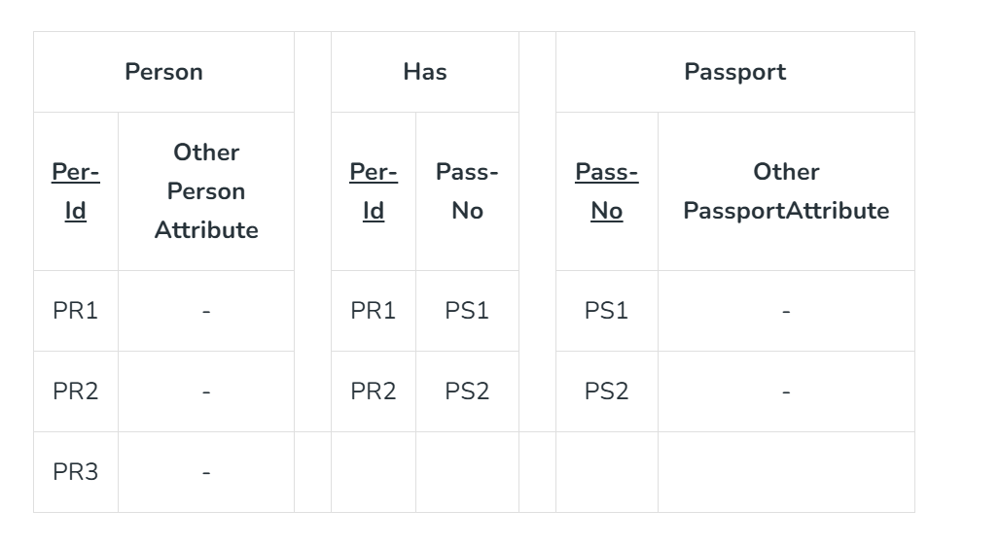 Person Has Passport
Per-Id Other Person Attribute Per-Id Pass-No Pass-No Other PassportAttribute
PR1 - PR1 PS1 PS1 -
PR2 - PR2 PS2 PS2 -
PR3 -